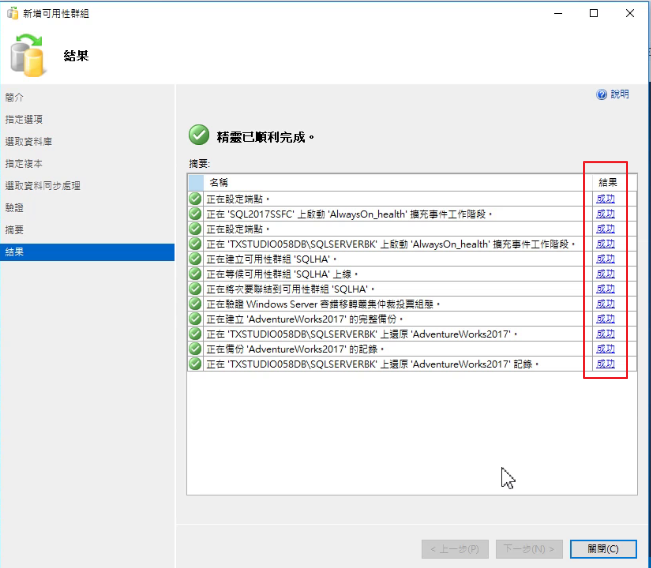 新增可用性群組
結果
簡介
指定選項
選取資料庫
指定複本
選取資料同步處理
驗證
摘要
結果
說明
精靈已順利完成。
摘要:
名稱 結果
正在設定端點。 成功
正在 'SQL2017SSFC' 上啟動 'AlwaysOn_health' 擴充事件工作階段。 成功
正在設定端點。 成功
正在 'TXSTUDIO058DB\SQLSERVERBK' 上啟動 'AlwaysOn_health' 擴充事件工作階段。 成功
正在建立可用性群組 'SQLHA'。 成功
正在等候可用性群組 'SQLHA' 上線。 成功
正在將次要聯結到可用性群組 'SQLHA'。 成功
正在驗證 Windows Server 容錯移轉叢集仲裁投票組態。 成功
正在建立 'AdventureWorks2017' 的完整備份。 成功
正在 'TXSTUDIO058DB\SQLSERVERBK' 上還原 'AdventureWorks2017'。 成功
正在備份 'AdventureWorks2017' 的記錄。 成功
正在 'TXSTUDIO058DB\SQLSERVERBK' 上還原 'AdventureWorks2017' 記錄。 成功
< 上一步(P) 下一步(N) > 關閉(C)